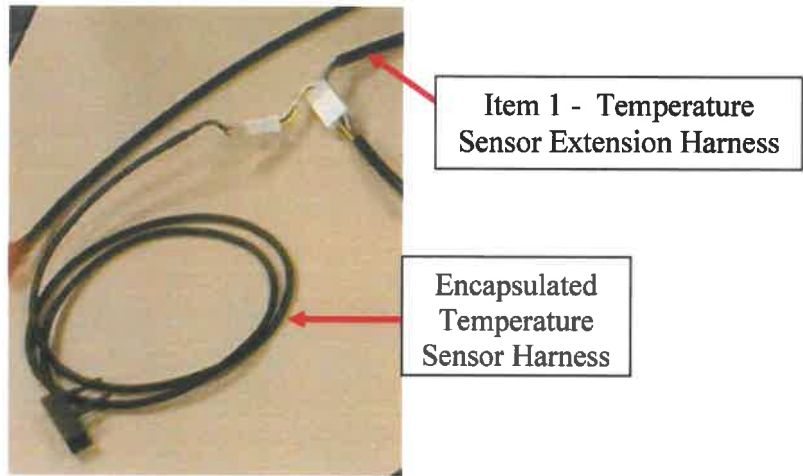 Item 1 - Temperature
Sensor Extension Harness
Encapsulated
Temperature
Sensor Harness